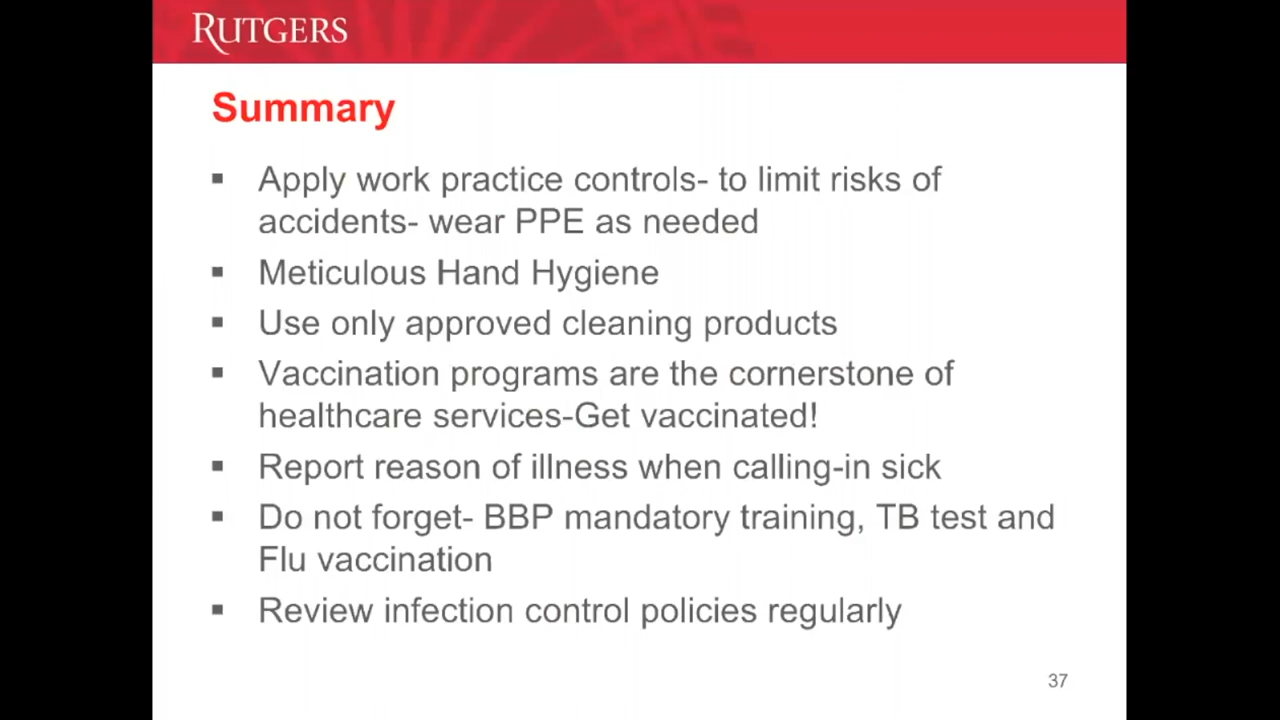 RUTGERS
Summary
▪ Apply work practice controls- to limit risks of
accidents- wear PPE as needed
▪ Meticulous Hand Hygiene
▪ Use only approved cleaning products
▪ Vaccination programs are the cornerstone of
healthcare services-Get vaccinated!
▪ Report reason of illness when calling-in sick
▪ Do not forget- BBP mandatory training, TB test and
Flu vaccination
▪ Review infection control policies regularly
37